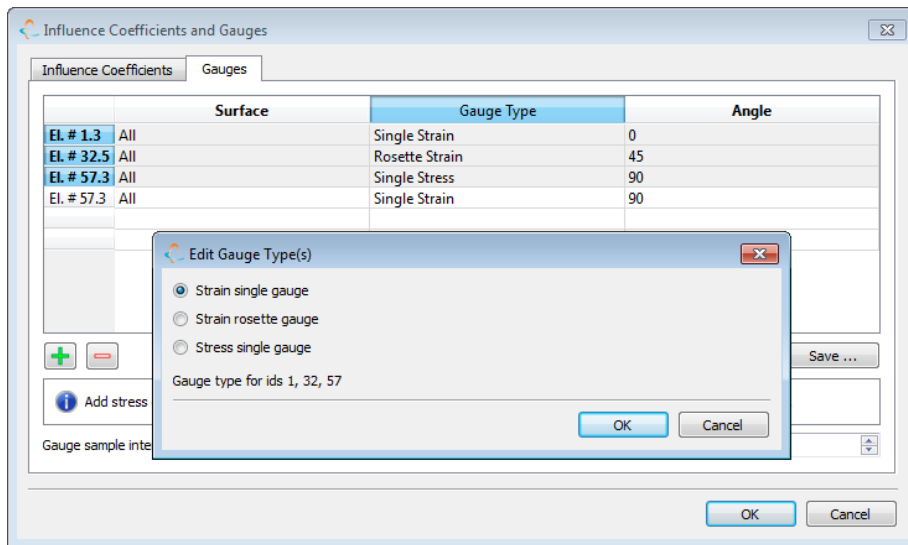 Influence Coefficients and Gauges
Influence Coefficients Gauges
Surface Gauge Type Angle
El. # 1.3 All Single Strain 0
El. # 32.5 All Rosette Strain 45
El. # 57.3 All Single Stress 90
El. # 57.3 All Single Strain 90
Edit Gauge Type(s)
Strain single gauge
Strain rosette gauge
Stress single gauge
Gauge type for ids 1, 32, 57
OK Cancel
Save ...
Add stress
Gauge sample inte
OK Cancel